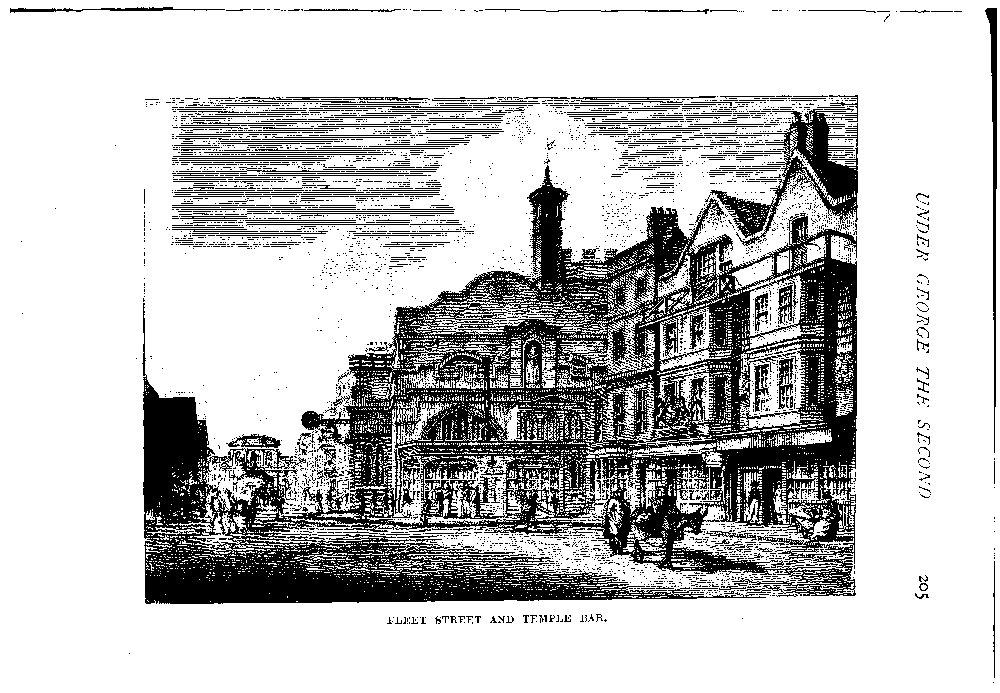 UNDER GEORGE THE SECOND 205
FLEET STREET AND TEMPLE BAR.